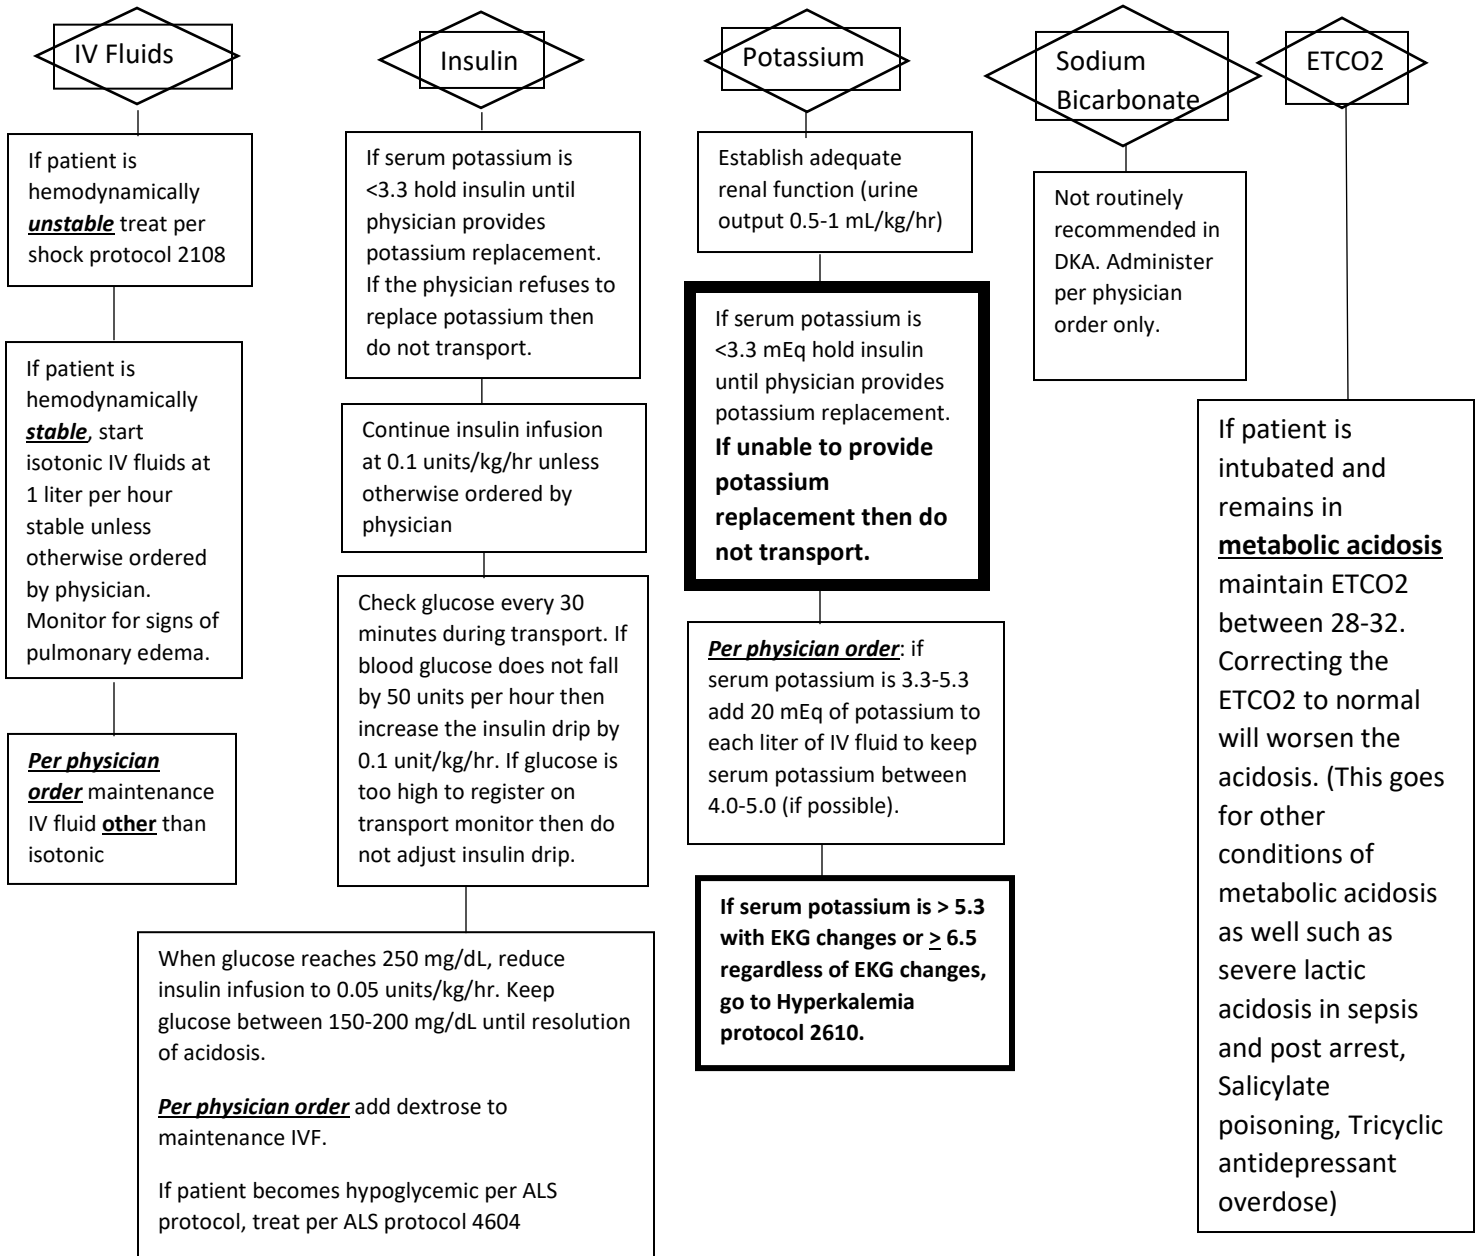 IV Fluids
If patient is
hemodynamically
unstable treat per
shock protocol 2108
If patient is
hemodynamically
stable, start
isotonic IV fluids at
1 liter per hour
stable unless
otherwise ordered
by physician.
Monitor for signs of
pulmonary edema.
Per physician
order maintenance
IV fluid other than
isotonic
Insulin
If serum potassium is
<3.3 hold insulin until
physician provides
potassium replacement.
If the physician refuses to
replace potassium then
do not transport.
Continue insulin infusion
at 0.1 units/kg/hr unless
otherwise ordered by
physician
Check glucose every 30
minutes during transport. If
blood glucose does not fall
by 50 units per hour then
increase the insulin drip by
0.1 unit/kg/hr. If glucose is
too high to register on
transport monitor then do
not adjust insulin drip.
When glucose reaches 250 mg/dL, reduce
insulin infusion to 0.05 units/kg/hr. Keep
glucose between 150-200 mg/dL until resolution
of acidosis.
Per physician order add dextrose to
maintenance IVF.
If patient becomes hypoglycemic per ALS
protocol, treat per ALS protocol 4604
Potassium
Establish adequate
renal function (urine
output 0.5-1 mL/kg/hr)
If serum potassium is
<3.3 mEq hold insulin
until physician provides
potassium replacement.
If unable to provide
potassium
replacement then do
not transport.
Per physician order: if
serum potassium is 3.3-5.3
add 20 mEq of potassium to
each liter of IV fluid to keep
serum potassium between
4.0-5.0 (if possible).
If serum potassium is > 5.3
with EKG changes or ≥ 6.5
regardless of EKG changes,
go to Hyperkalemia
protocol 2610.
Sodium
Bicarbonate
Not routinely
recommended in
DKA. Administer
per physician
order only.
ETCO2
If patient is
intubated and
remains in
metabolic acidosis
maintain ETCO2
between 28-32.
Correcting the
ETCO2 to normal
will worsen the
acidosis. (This goes
for other
conditions of
metabolic acidosis
as well such as
severe lactic
acidosis in sepsis
and post arrest,
Salicylate
poisoning, Tricyclic
antidepressant
overdose)